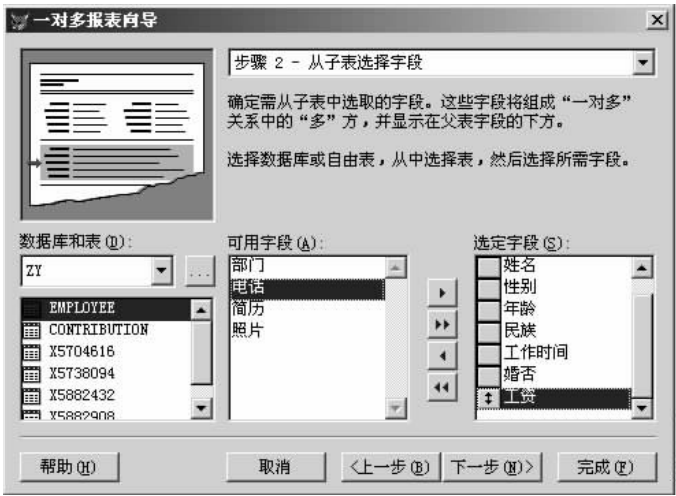 一对多报表向导
步骤 2 - 从子表选择字段
确定需从子表中选取的字段。这些字段将组成“一对多”
关系中的“多”方，并显示在父表字段的下方。
选择数据库或自由表，从中选择表，然后选择所需字段。
数据库和表(D):
ZY
...
EMPLOYEE
CONTRIBUTION
X5704616
X5738094
X5882432
X5882908
可用字段(A):
部门
电话
简历
照片
选定字段(S):
姓名
性别
年龄
民族
工作时间
婚否
工资
帮助(H)
取消
<上一步(B)
下一步(N)>
完成(F)